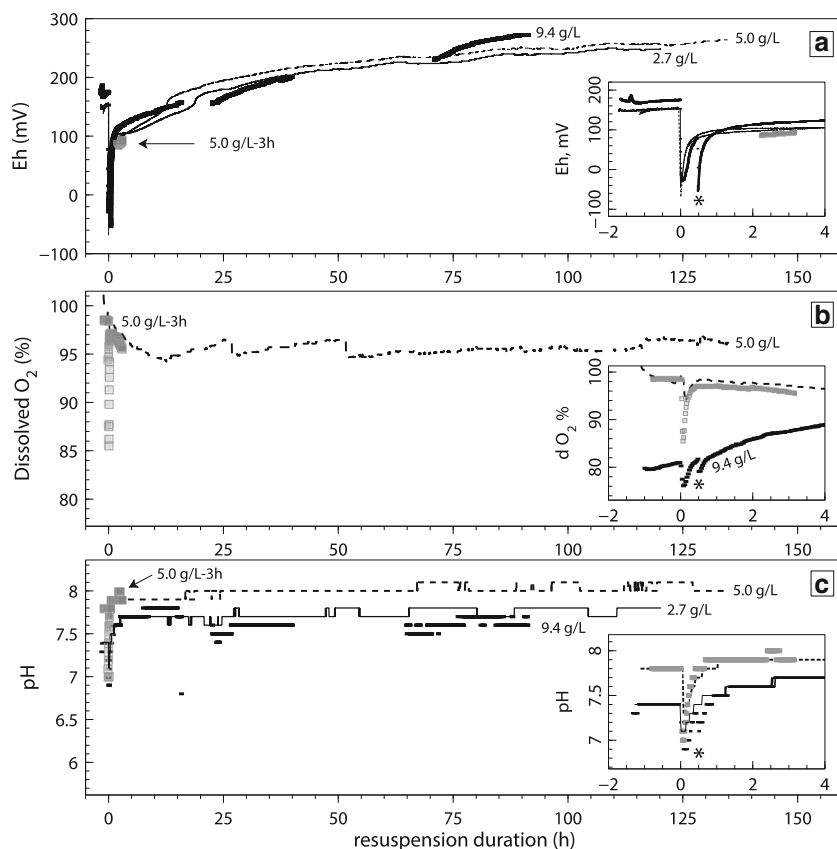 a
Eh (mV)
300
200
100
0
−100
9.4 g/L
5.0 g/L
2.7 g/L
5.0 g/L-3h
0 25 50 75 100 125 150
Eh, mV
200
100
0
-100
*
−2 0 2 4
b
Dissolved O2 (%)
100
95
90
85
80
5.0 g/L-3h
5.0 g/L
0 25 50 75 100 125 150
d O2 %
100
90
80
9.4 g/L
*
−2 0 2 4
c
pH
8
7.5
7
6.5
6
5.0 g/L-3h
5.0 g/L
2.7 g/L
9.4 g/L
pH
8
7.5
7
*
−2 0 2 4
0 25 50 75 100 125 150
resuspension duration (h)